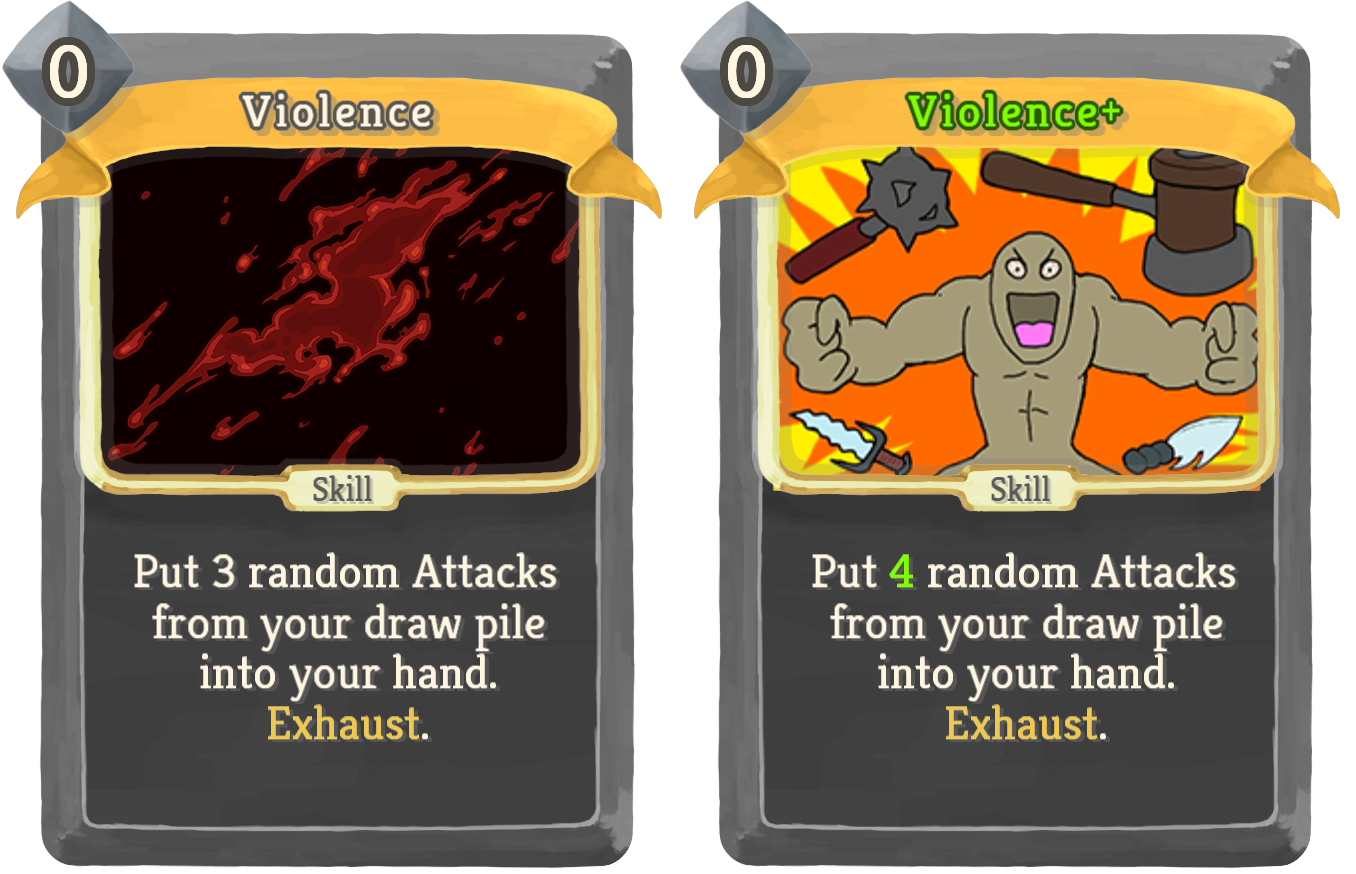 0
Violence
Skill
Put 3 random Attacks
from your draw pile
into your hand.
Exhaust.
0
Violence+
Skill
Put 4 random Attacks
from your draw pile
into your hand.
Exhaust.